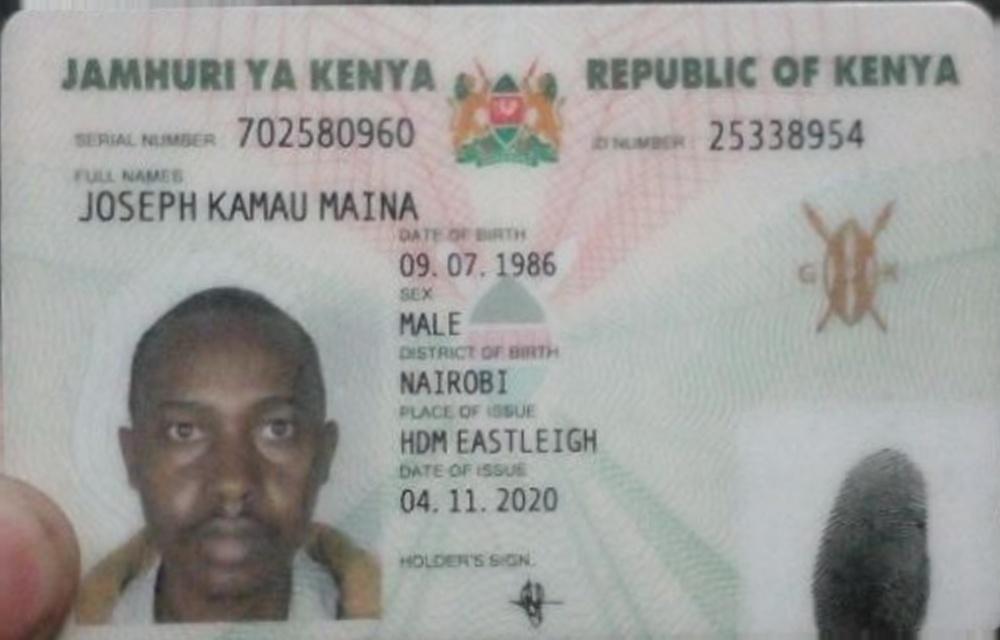 JAMHURI YA KENYA REPUBLIC OF KENYA
SERIAL NUMBER 702580960 ID NUMBER 25338954
FULL NAMES
JOSEPH KAMAU MAINA
DATE OF BIRTH
09. 07. 1986
SEX
MALE
DISTRICT OF BIRTH
NAIROBI
PLACE OF ISSUE
HDM EASTLEIGH
DATE OF ISSUE
04. 11. 2020
HOLDER'S SIGN.
G K